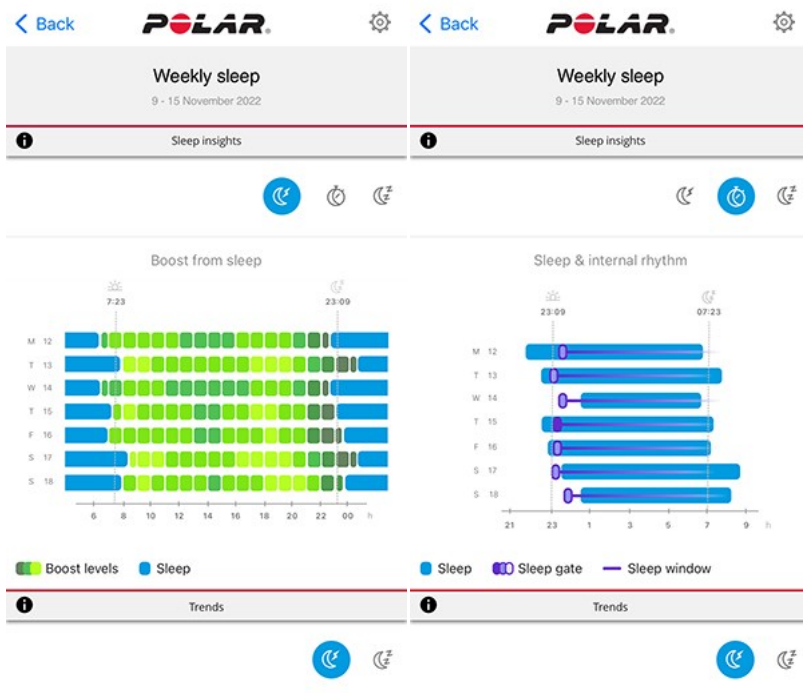 Back POLAR.
Weekly sleep
9 - 15 November 2022
Sleep insights
Boost from sleep
7:23 23:09
M 12
T 13
W 14
T 15
F 16
S 17
S 18
6 8 10 12 14 16 18 20 22 00 h
Boost levels Sleep
Trends
Back POLAR.
Weekly sleep
9 - 15 November 2022
Sleep insights
Sleep & internal rhythm
23:09 07:23
M 12
T 13
W 14
T 15
F 16
S 17
S 18
21 23 1 3 5 7 9 h
Sleep Sleep gate Sleep window
Trends